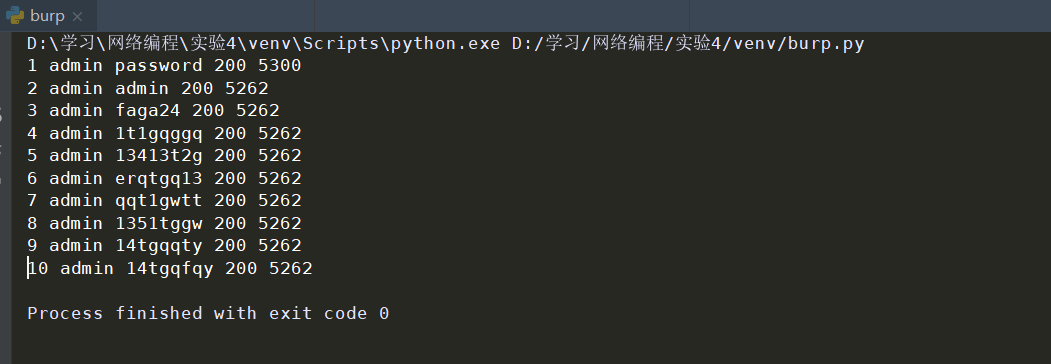 burp
D:\学习\网络编程\实验4\venv\Scripts\python.exe D:/学习/网络编程/实验4/venv/burp.py
1 admin password 200 5300
2 admin admin 200 5262
3 admin faga24 200 5262
4 admin 1t1gqggq 200 5262
5 admin 13413t2g 200 5262
6 admin erqtgq13 200 5262
7 admin qqt1gwtt 200 5262
8 admin 1351tggw 200 5262
9 admin 14tgqqty 200 5262
10 admin 14tgqfqy 200 5262
Process finished with exit code 0